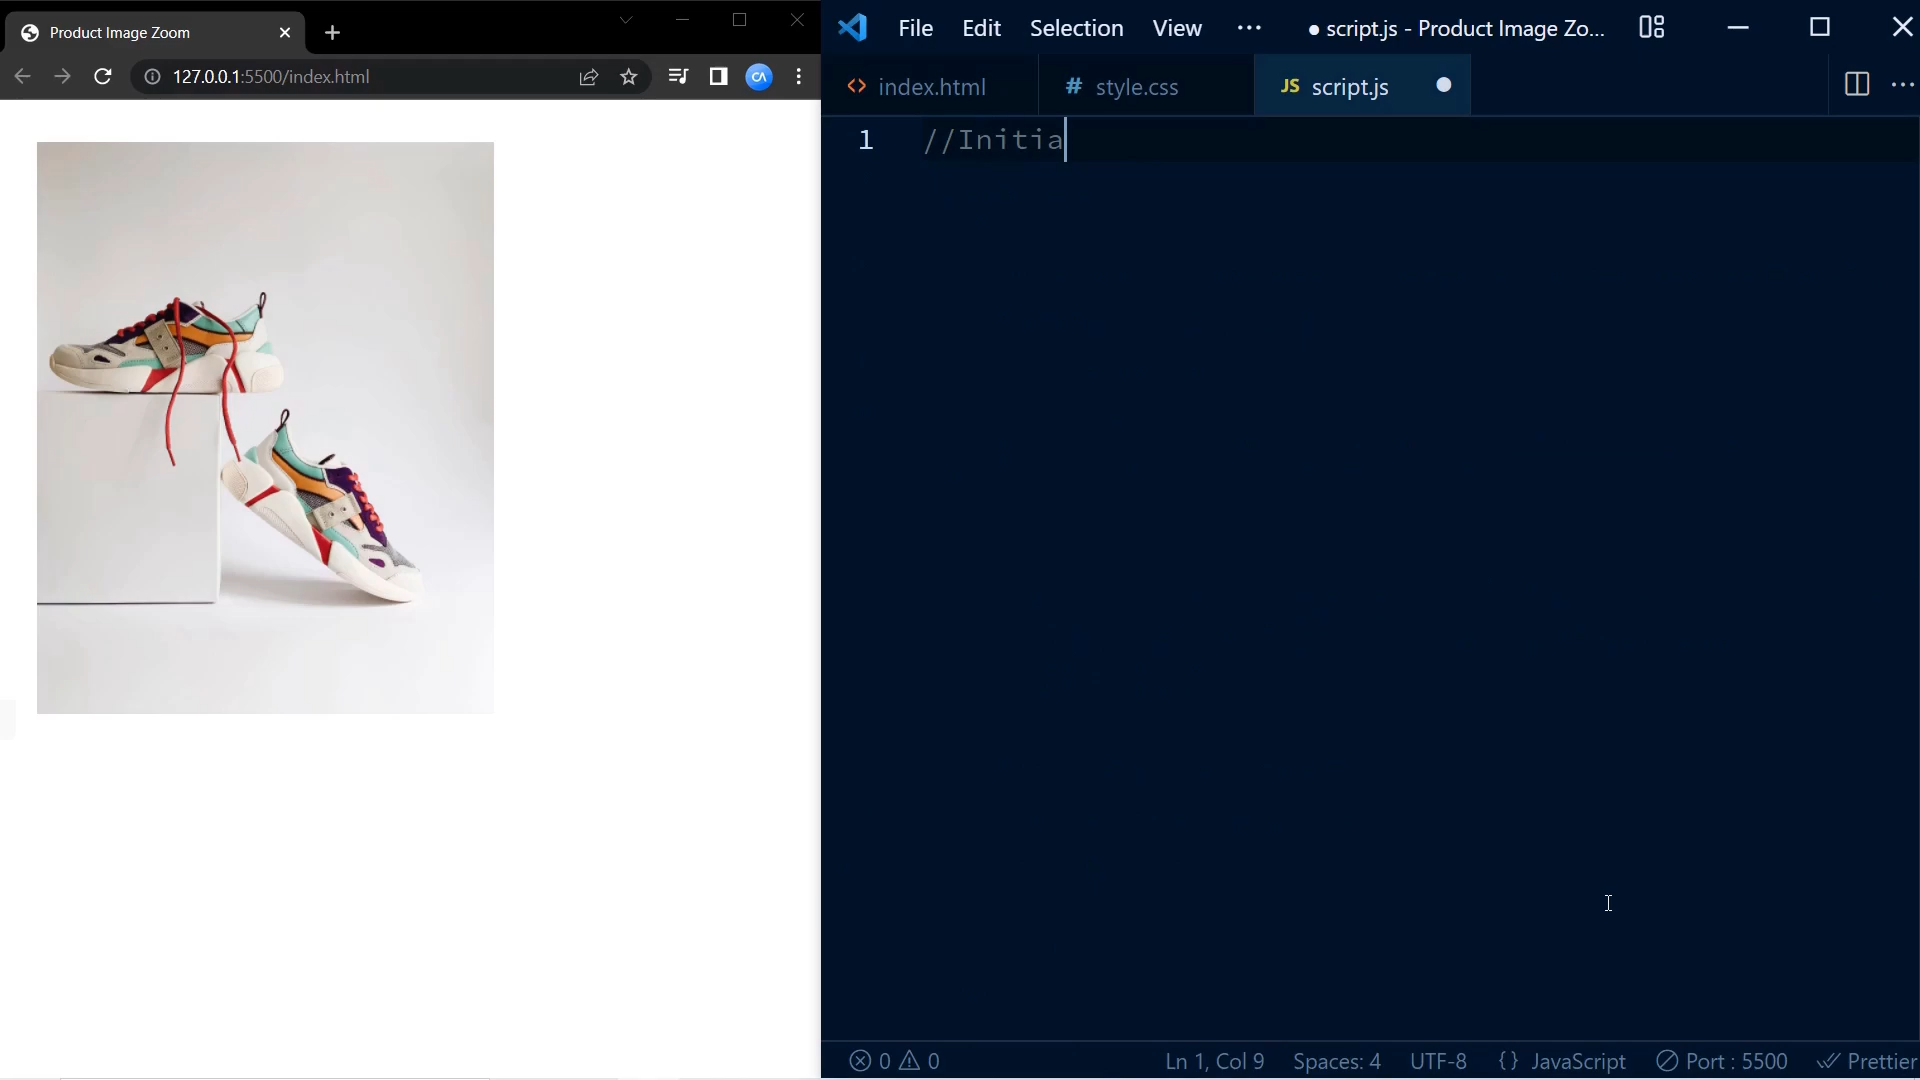 Product Image Zoom
127.0.0.1:5500/index.html
CA
File Edit Selection View ··· ● script.js - Product Image Zo...
<> index.html
# style.css
JS script.js
1 //Initia
0 0
Ln 1, Col 9 Spaces: 4 UTF-8 {} JavaScript Port : 5500 Prettier